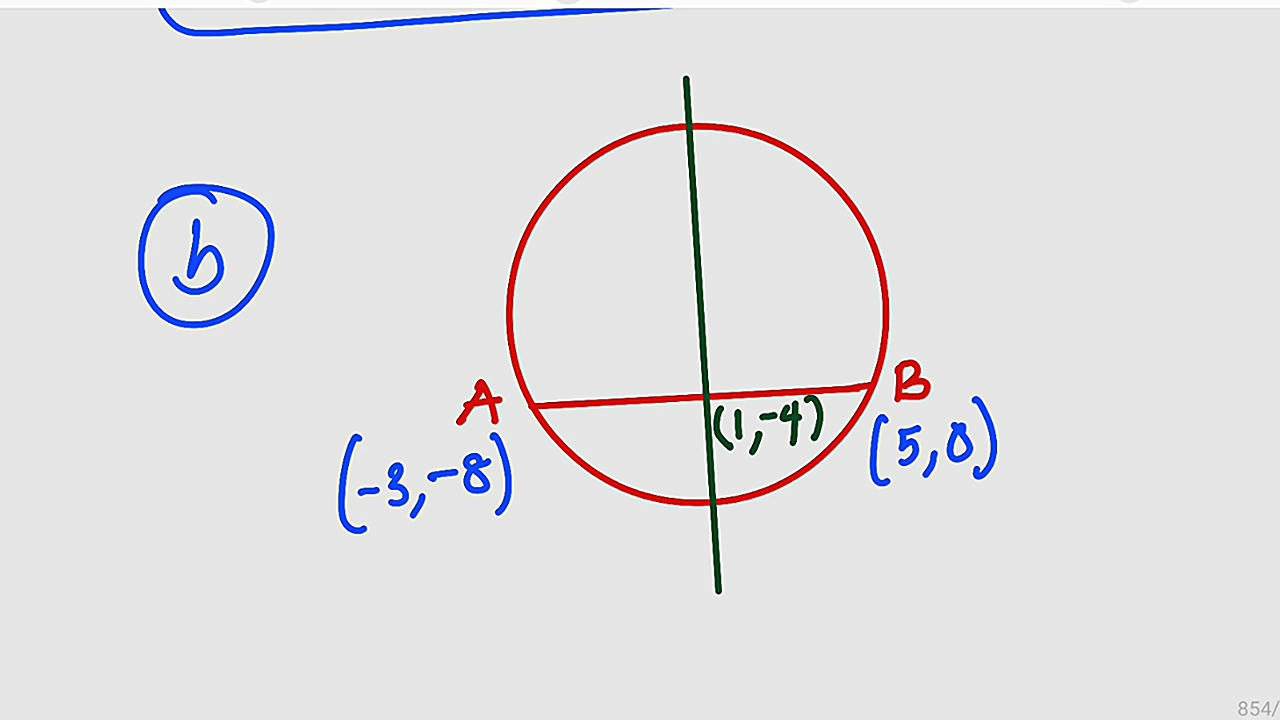 b
A
B
(1,-4)
(5,0)
(-3,-8)
854/